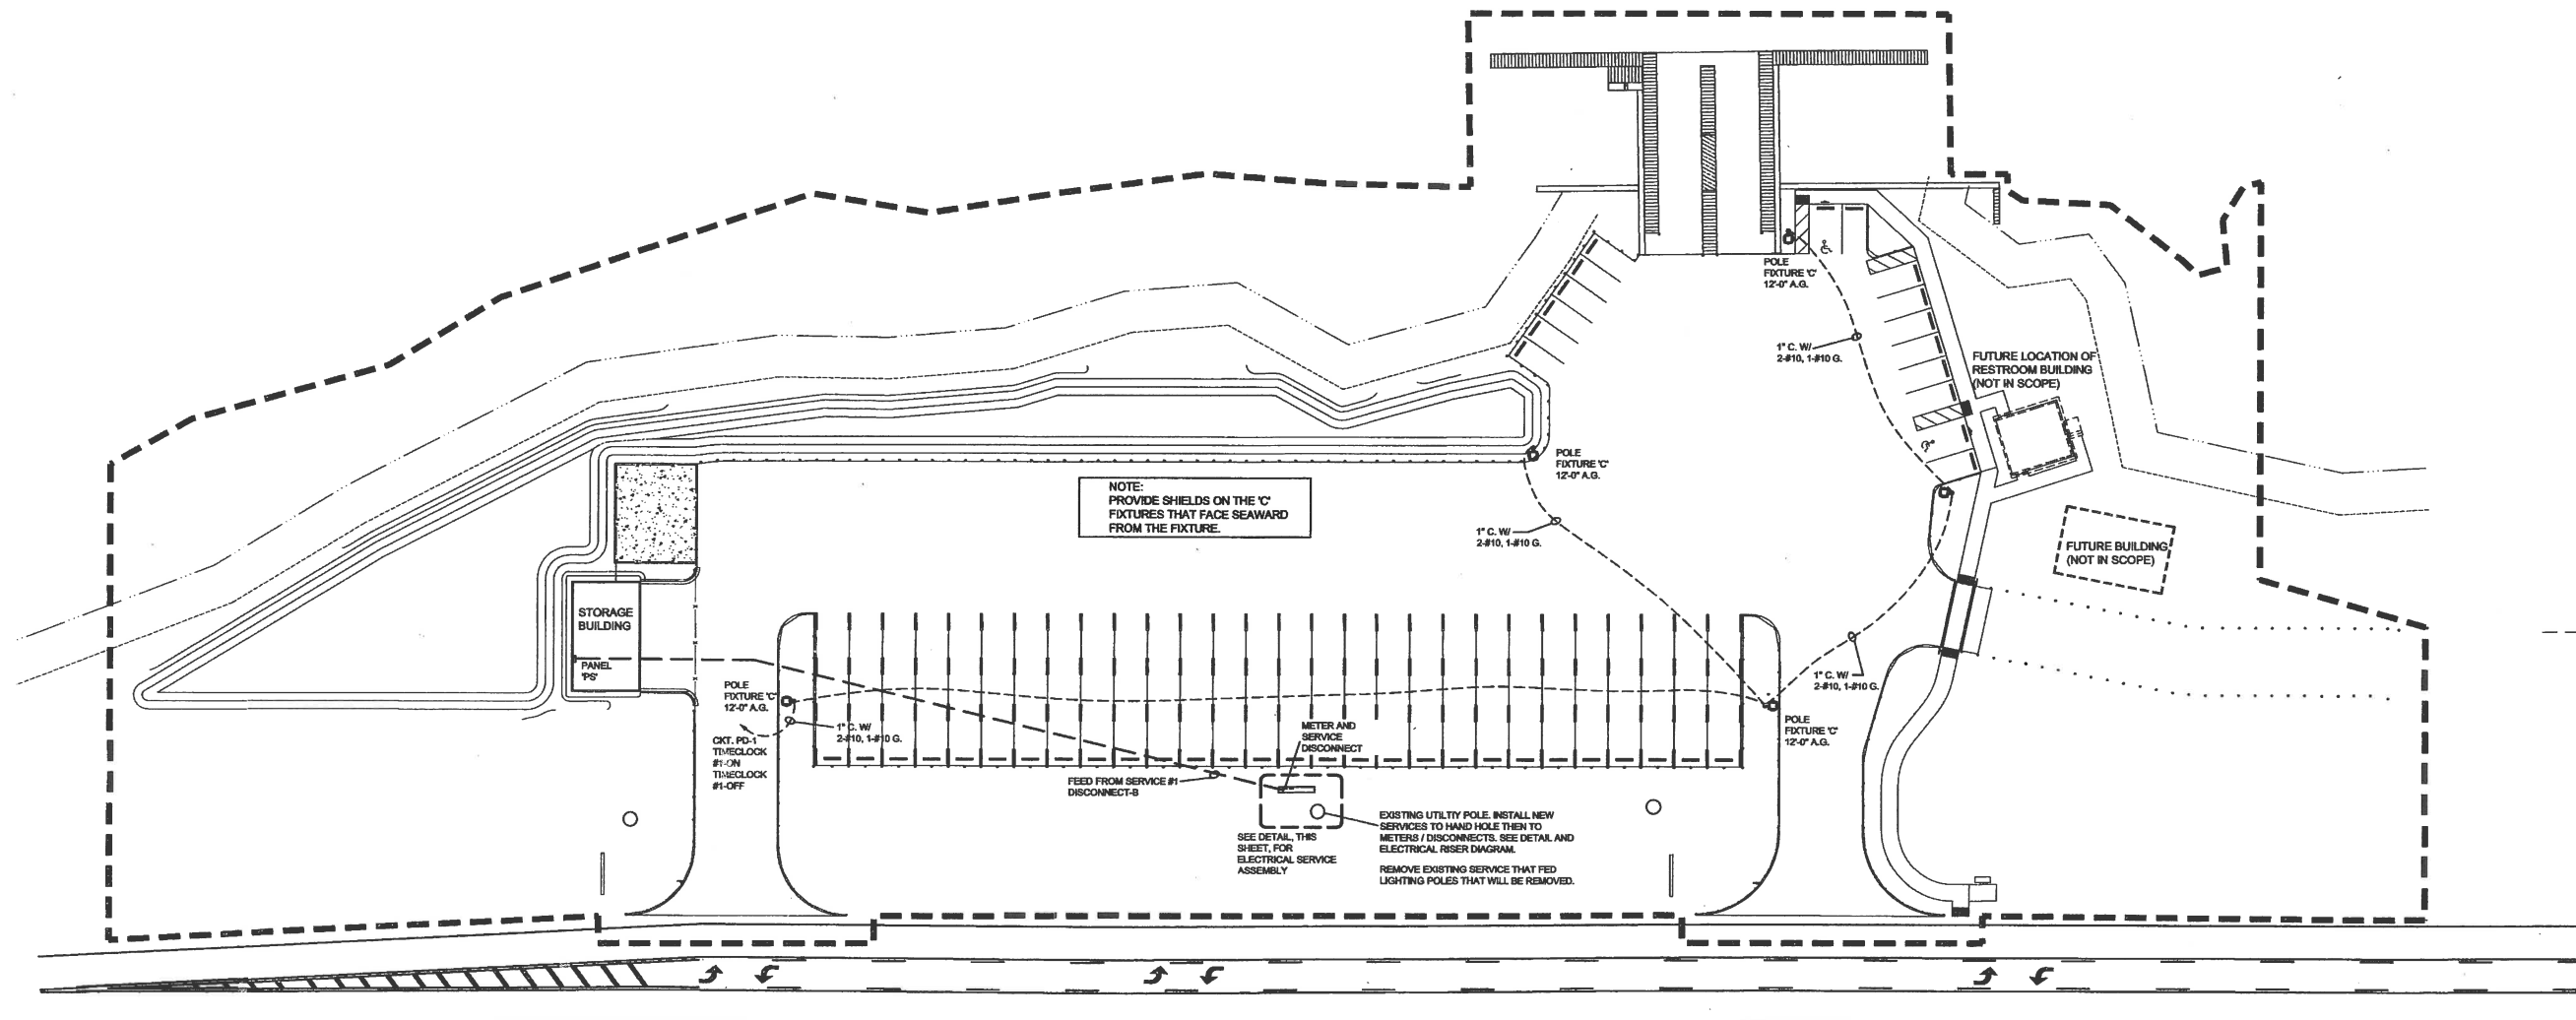 POLE
FIXTURE 'C'
12'-0" A.G.
1" C. W/
2-#10, 1-#10 G.
FUTURE LOCATION OF
RESTROOM BUILDING
(NOT IN SCOPE)
POLE
FIXTURE 'C'
12'-0" A.G.
NOTE:
PROVIDE SHIELDS ON THE 'C'
FIXTURES THAT FACE SEAWARD
FROM THE FIXTURE.
1" C. W/
2-#10, 1-#10 G.
FUTURE BUILDING
(NOT IN SCOPE)
STORAGE
BUILDING
PANEL
'PS'
POLE
FIXTURE 'C'
12'-0" A.G.
1" C. W/
2-#10, 1-#10 G.
1" C. W/
2-#10, 1-#10 G.
CKT. PD-1
TIMECLOCK
#1-ON
TIMECLOCK
#1-OFF
METER AND
SERVICE
DISCONNECT
POLE
FIXTURE 'C'
12'-0" A.G.
FEED FROM SERVICE #1
DISCONNECT-B
SEE DETAIL, THIS
SHEET, FOR
ELECTRICAL SERVICE
ASSEMBLY
EXISTING UTILTIY POLE. INSTALL NEW
SERVICES TO HAND HOLE THEN TO
METERS / DISCONNECTS. SEE DETAIL AND
ELECTRICAL RISER DIAGRAM.
REMOVE EXISTING SERVICE THAT FED
LIGHTING POLES THAT WILL BE REMOVED.